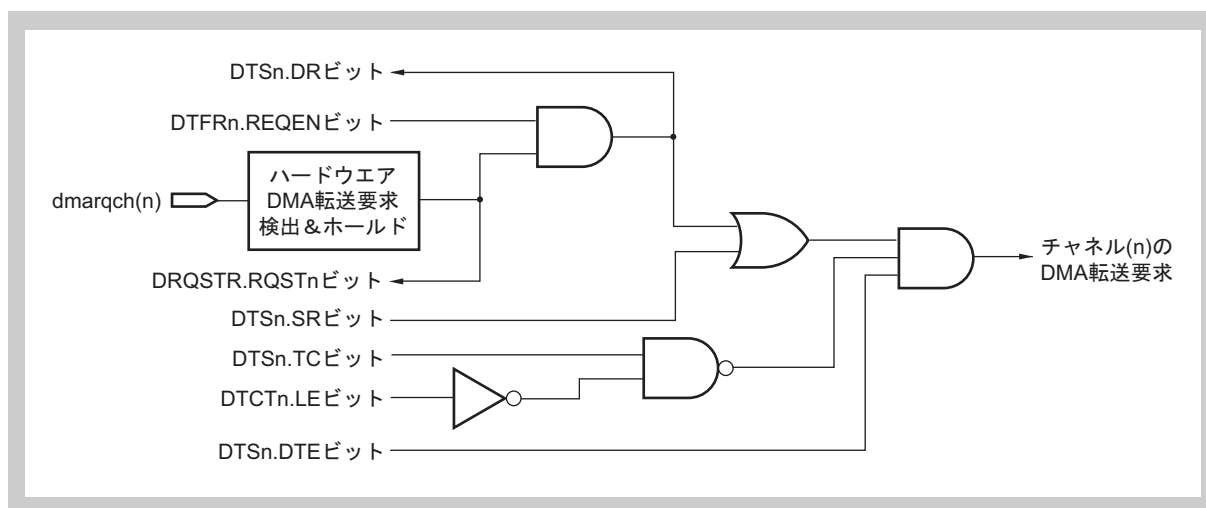 DTSn.DRビット
DTFRn.REQENビット
dmarqch(n)
ハードウエア
DMA転送要求
検出＆ホールド
DRQSTR.RQSTnビット
DTSn.SRビット
DTSn.TCビット
DTCTn.LEビット
DTSn.DTEビット
チャネル(n)の
DMA転送要求